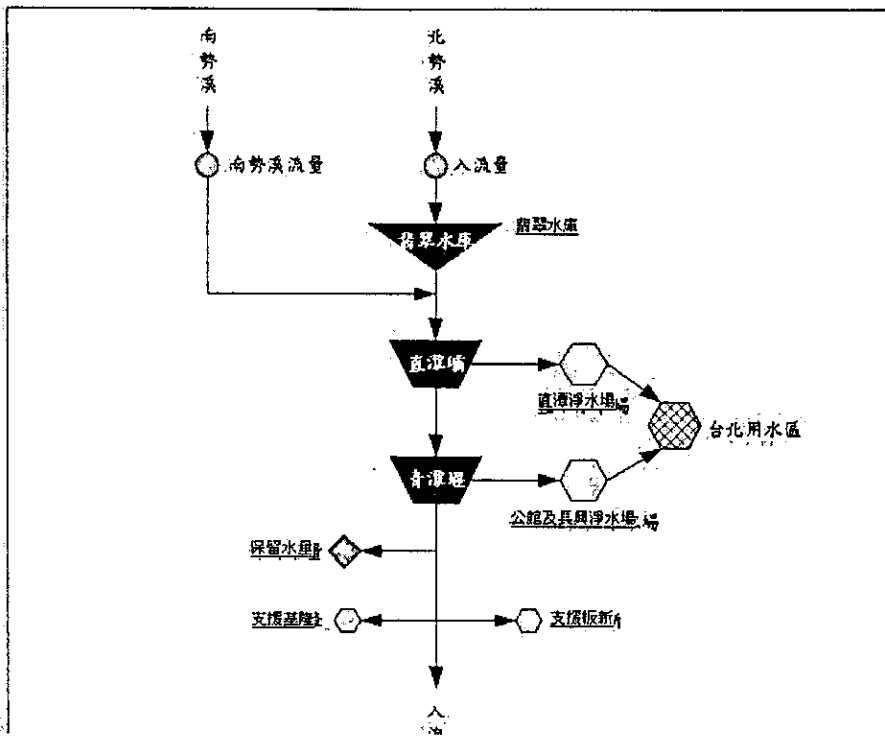 南勢溪
北勢溪
南勢溪流量
入流量
翡翠水庫
翡翠水庫
直潭壩
直潭淨水場
台北用水區
青潭堰
公館及長興淨水場
保留水量
支援基隆
支援板新
入流